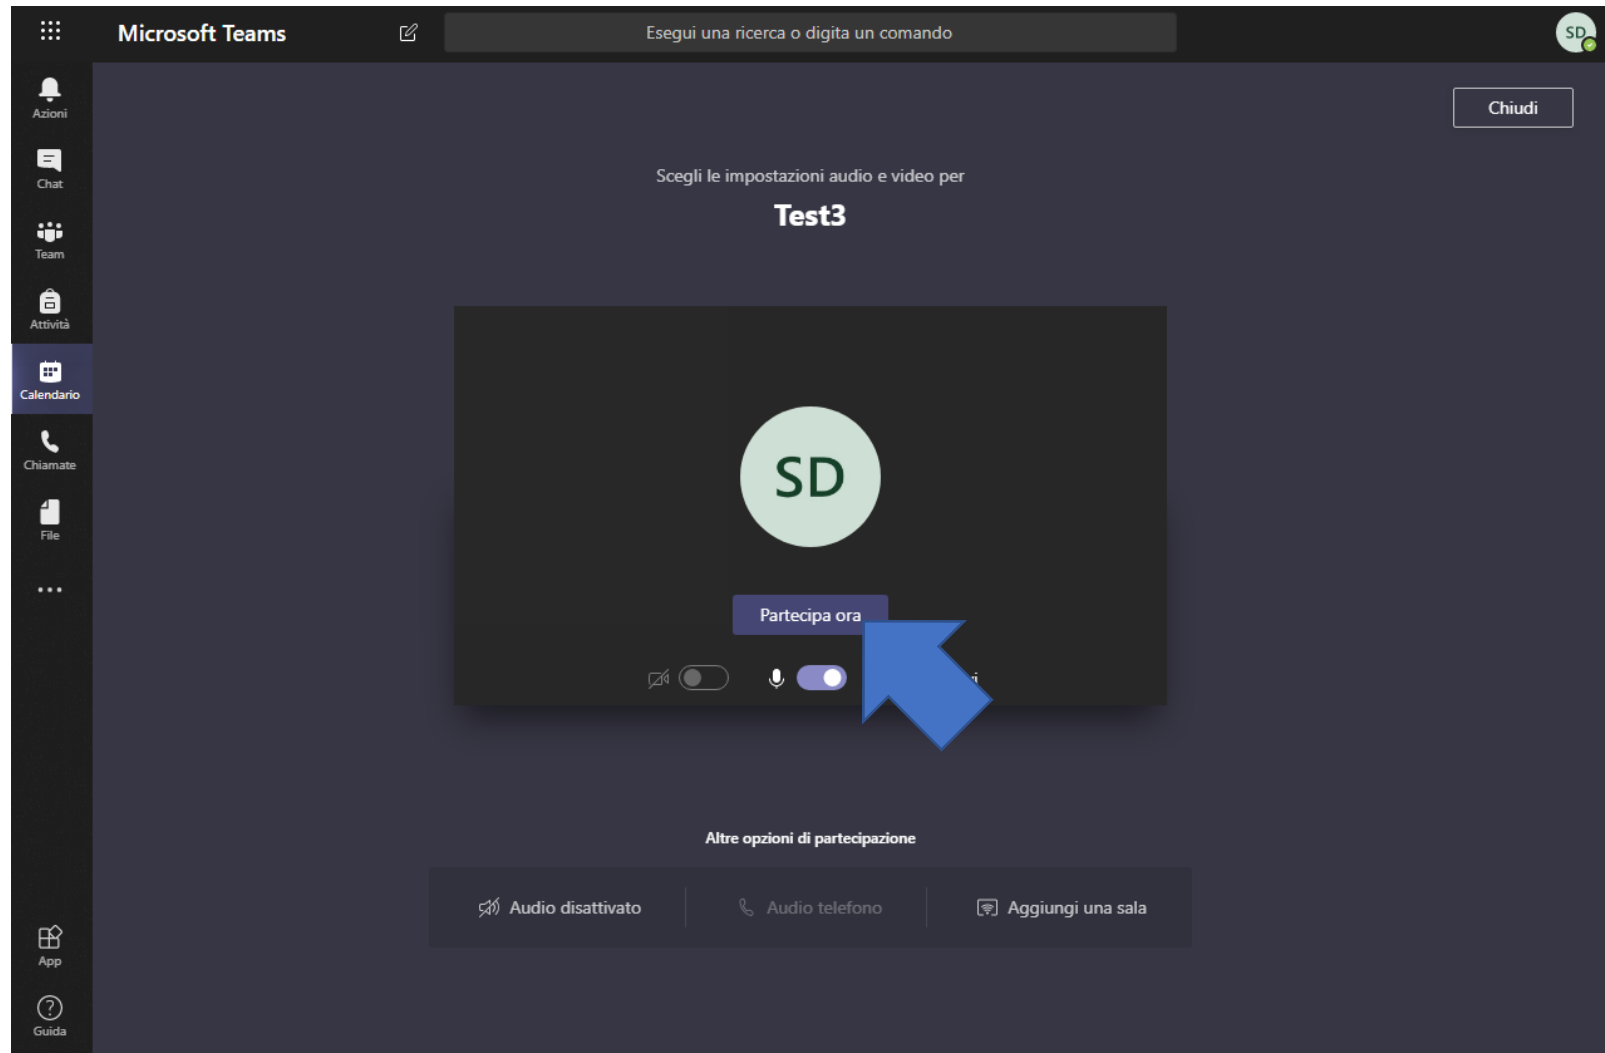 Microsoft Teams
Esegui una ricerca o digita un comando
SD
Azioni
Chat
Team
Attività
Calendario
Chiamate
File
App
Guida
Chiudi
Scegli le impostazioni audio e video per
Test3
SD
Partecipa ora
Altre opzioni di partecipazione
Audio disattivato
Audio telefono
Aggiungi una sala